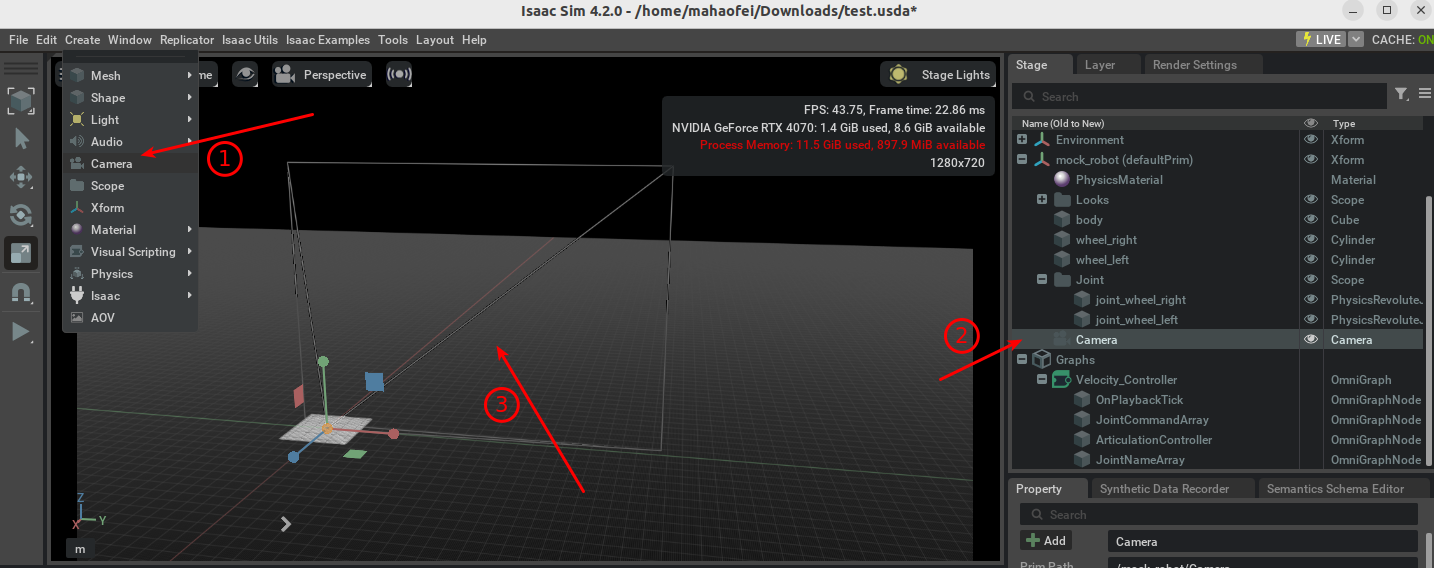 Isaac Sim 4.2.0 - /home/mahaofei/Downloads/test.usda*
File Edit Create Window Replicator Isaac Utils Isaac Examples Tools Layout Help
LIVE CACHE: ON
Mesh
Shape
Light
Audio
Camera
Scope
Xform
Material
Visual Scripting
Physics
Isaac
AOV
me
Perspective
Stage Lights
FPS: 43.75, Frame time: 22.86 ms
NVIDIA GeForce RTX 4070: 1.4 GiB used, 8.6 GiB available
Process Memory: 11.5 GiB used, 897.9 MiB available
1280x720
1
2
3
Z
X
Y
m
Stage Layer Render Settings
Search
Name (Old to New) Type
Environment Xform
mock_robot (defaultPrim) Xform
PhysicsMaterial Material
Looks Scope
body Cube
wheel_right Cylinder
wheel_left Cylinder
Joint Scope
joint_wheel_right PhysicsRevolute.
joint_wheel_left PhysicsRevolute.
Camera Camera
Graphs
Velocity_Controller OmniGraph
OnPlaybackTick OmniGraphNode
JointCommandArray OmniGraphNode
ArticulationController OmniGraphNode
JointNameArray OmniGraphNode
Property Synthetic Data Recorder Semantics Schema Editor
Search
Add Camera
Prim Path /mock_robot/Camera